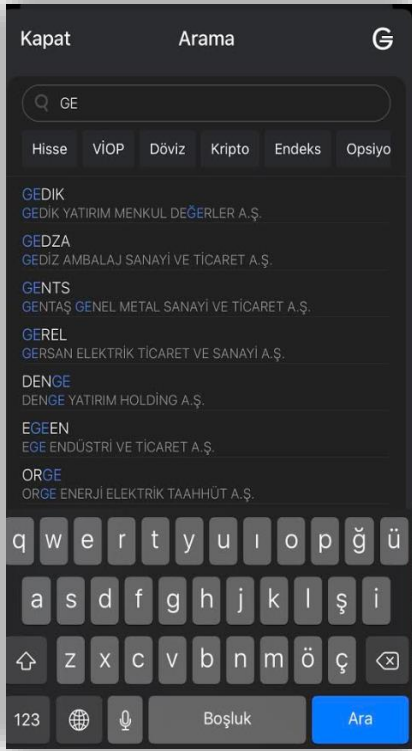 Kapat Arama G
GE
Hisse VİOP Döviz Kripto Endeks Opsiyo
GEDIK
GEDİK YATIRIM MENKUL DEĞERLER A.Ş.
GEDZA
GEDİZ AMBALAJ SANAYİ VE TİCARET A.Ş.
GENTS
GENTAŞ GENEL METAL SANAYİ VE TİCARET A.Ş.
GEREL
GERSAN ELEKTRİK TİCARET VE SANAYİ A.Ş.
DENGE
DENGE YATIRIM HOLDİNG A.Ş.
EGEEN
EGE ENDÜSTRİ VE TİCARET A.Ş.
ORGE
ORGE ENERJİ ELEKTRİK TAAHHÜT A.Ş.
q w e r t y u ı o p ğ ü
a s d f g h j k l ş i
z x c v b n m ö ç
123 Boşluk Ara